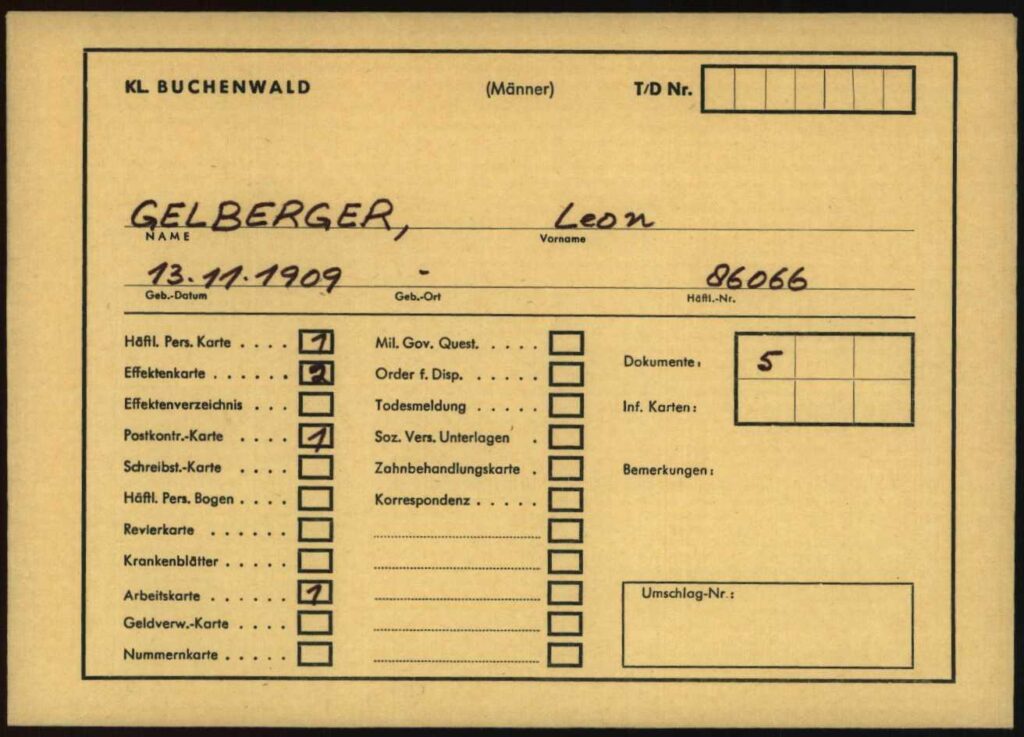 KL. BUCHENWALD (Männer) T/D Nr.
GELBERGER, Leon
NAME Vorname
13.11.1909 - 86066
Geb.-Datum Geb.-Ort Häftl.-Nr.
Häftl. Pers. Karte . . . . 1 Mil. Gov. Quest. . . . . .
Effektenkarte . . . . . . 2 Order f. Disp. . . . . .
Effektenverzeichnis . . . Todesmeldung . . . . .
Postkontr.-Karte . . . . 1 Soz. Vers. Unterlagen .
Schreibst.-Karte . . . . Zahnbehandlungskarte .
Häftl. Pers. Bogen . . . . Korrespondenz . . . . .
Revierkarte . . . . . .
Krankenblätter . . . . .
Arbeitskarte . . . . . 1
Geldverw.-Karte . . . .
Nummernkarte . . . . .
Dokumente: 5
Inf. Karten:
Bemerkungen:
Umschlag-Nr.: